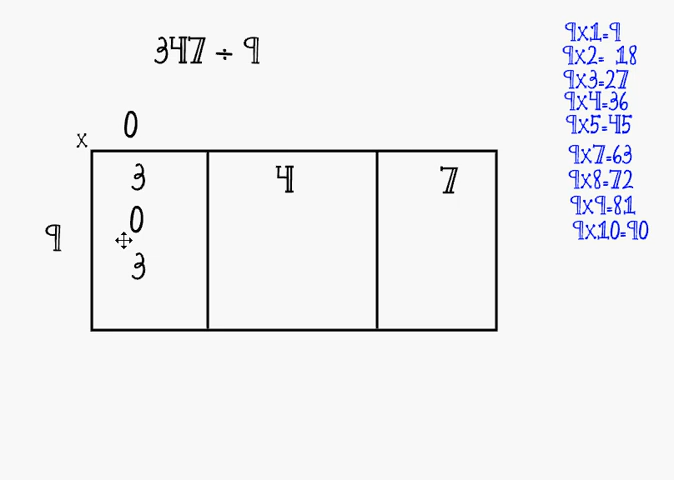 347 ÷ 9
x 0
3 4 7
0
9
3
9x1=9
9x2= 18
9x3=27
9x4=36
9x5=45
9x7=63
9x8=72
9x9=81
9x10=90